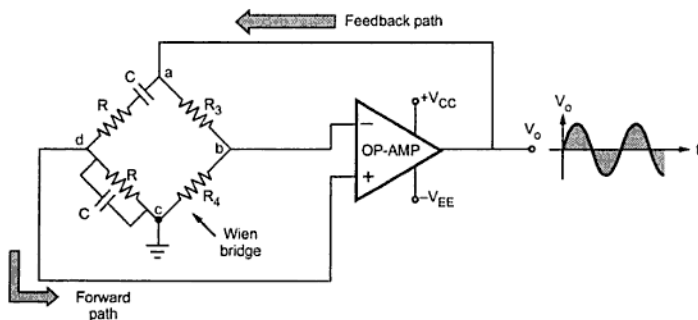 Feedback path
a
C
R
R3
d
b
R
C
R4
c
Wien
bridge
+VCC
−
OP-AMP
+
−VEE
Vo
Vo
t
Forward
path